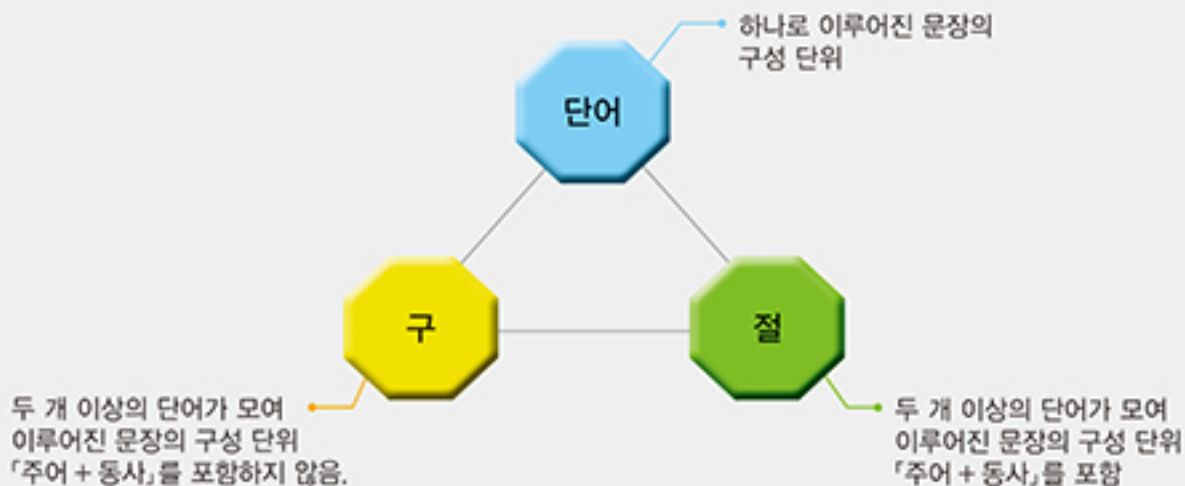 하나로 이루어진 문장의
구성 단위
단어
구
절
두 개 이상의 단어가 모여
이루어진 문장의 구성 단위
「주어 + 동사」를 포함하지 않음.
두 개 이상의 단어가 모여
이루어진 문장의 구성 단위
「주어 + 동사」를 포함